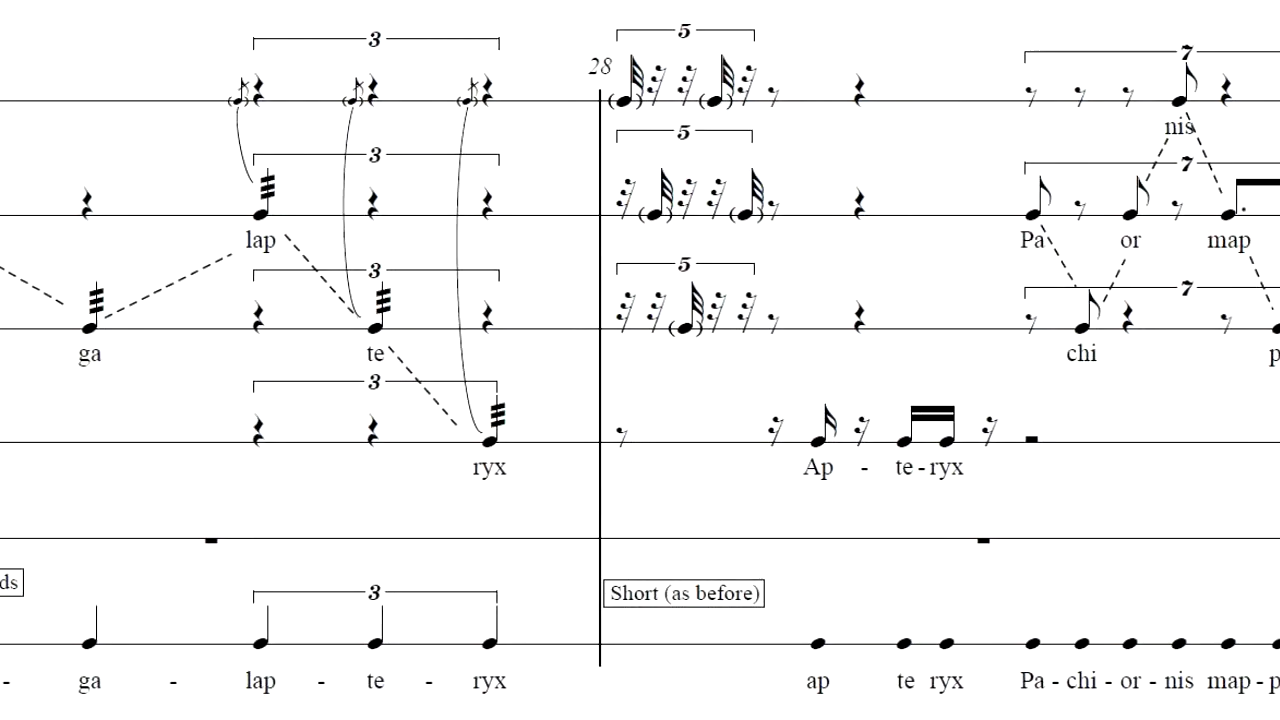 3 5
28 7
nis
3 5 7
lap Pa or map
3 5 7
ga te chi p
3
ryx Ap - te - ryx
ds
3 Short (as before)
- ga - lap - te - ryx ap te ryx Pa - chi - or - nis map - p